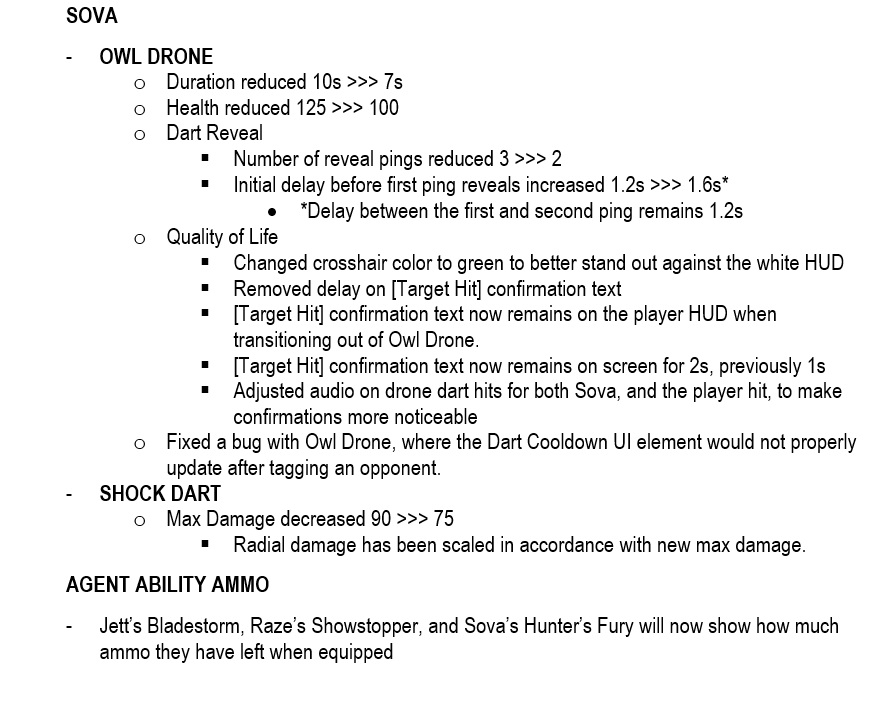 SOVA
- OWL DRONE
o Duration reduced 10s >>> 7s
o Health reduced 125 >>> 100
o Dart Reveal
▪ Number of reveal pings reduced 3 >>> 2
▪ Initial delay before first ping reveals increased 1.2s >>> 1.6s*
• *Delay between the first and second ping remains 1.2s
o Quality of Life
▪ Changed crosshair color to green to better stand out against the white HUD
▪ Removed delay on [Target Hit] confirmation text
▪ [Target Hit] confirmation text now remains on the player HUD when
transitioning out of Owl Drone.
▪ [Target Hit] confirmation text now remains on screen for 2s, previously 1s
▪ Adjusted audio on drone dart hits for both Sova, and the player hit, to make
confirmations more noticeable
o Fixed a bug with Owl Drone, where the Dart Cooldown UI element would not properly
update after tagging an opponent.
- SHOCK DART
o Max Damage decreased 90 >>> 75
▪ Radial damage has been scaled in accordance with new max damage.
AGENT ABILITY AMMO
- Jett’s Bladestorm, Raze’s Showstopper, and Sova’s Hunter’s Fury will now show how much
ammo they have left when equipped